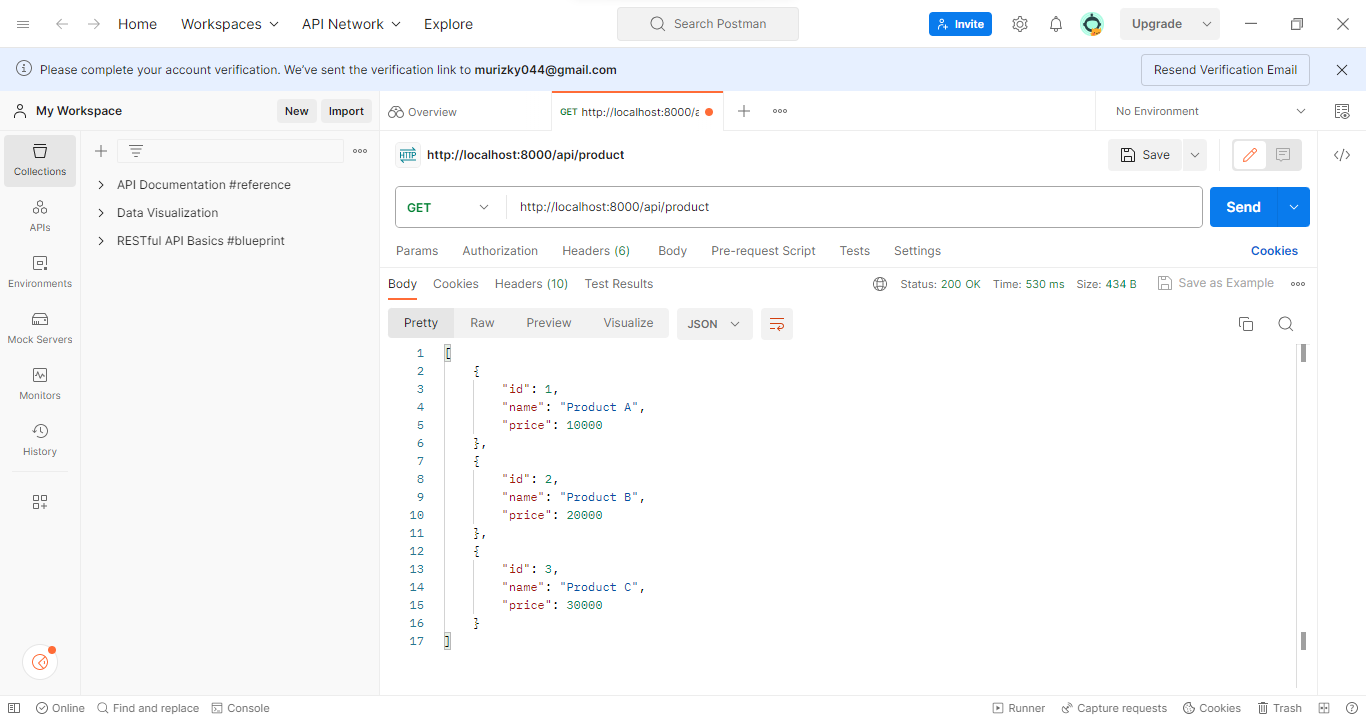 Home Workspaces API Network Explore Search Postman Invite Upgrade
Please complete your account verification. We've sent the verification link to murizky044@gmail.com Resend Verification Email
My Workspace New Import
Overview GET http://localhost:8000/a No Environment
Collections
APIs
Environments
Mock Servers
Monitors
History
API Documentation #reference
Data Visualization
RESTful API Basics #blueprint
HTTP http://localhost:8000/api/product Save
GET http://localhost:8000/api/product Send
Params Authorization Headers (6) Body Pre-request Script Tests Settings Cookies
Body Cookies Headers (10) Test Results Status: 200 OK Time: 530 ms Size: 434 B Save as Example
Pretty Raw Preview Visualize JSON
1 [
2 {
3 "id": 1,
4 "name": "Product A",
5 "price": 10000
6 },
7 {
8 "id": 2,
9 "name": "Product B",
10 "price": 20000
11 },
12 {
13 "id": 3,
14 "name": "Product C",
15 "price": 30000
16 }
17 ]
Online Find and replace Console Runner Capture requests Cookies Trash